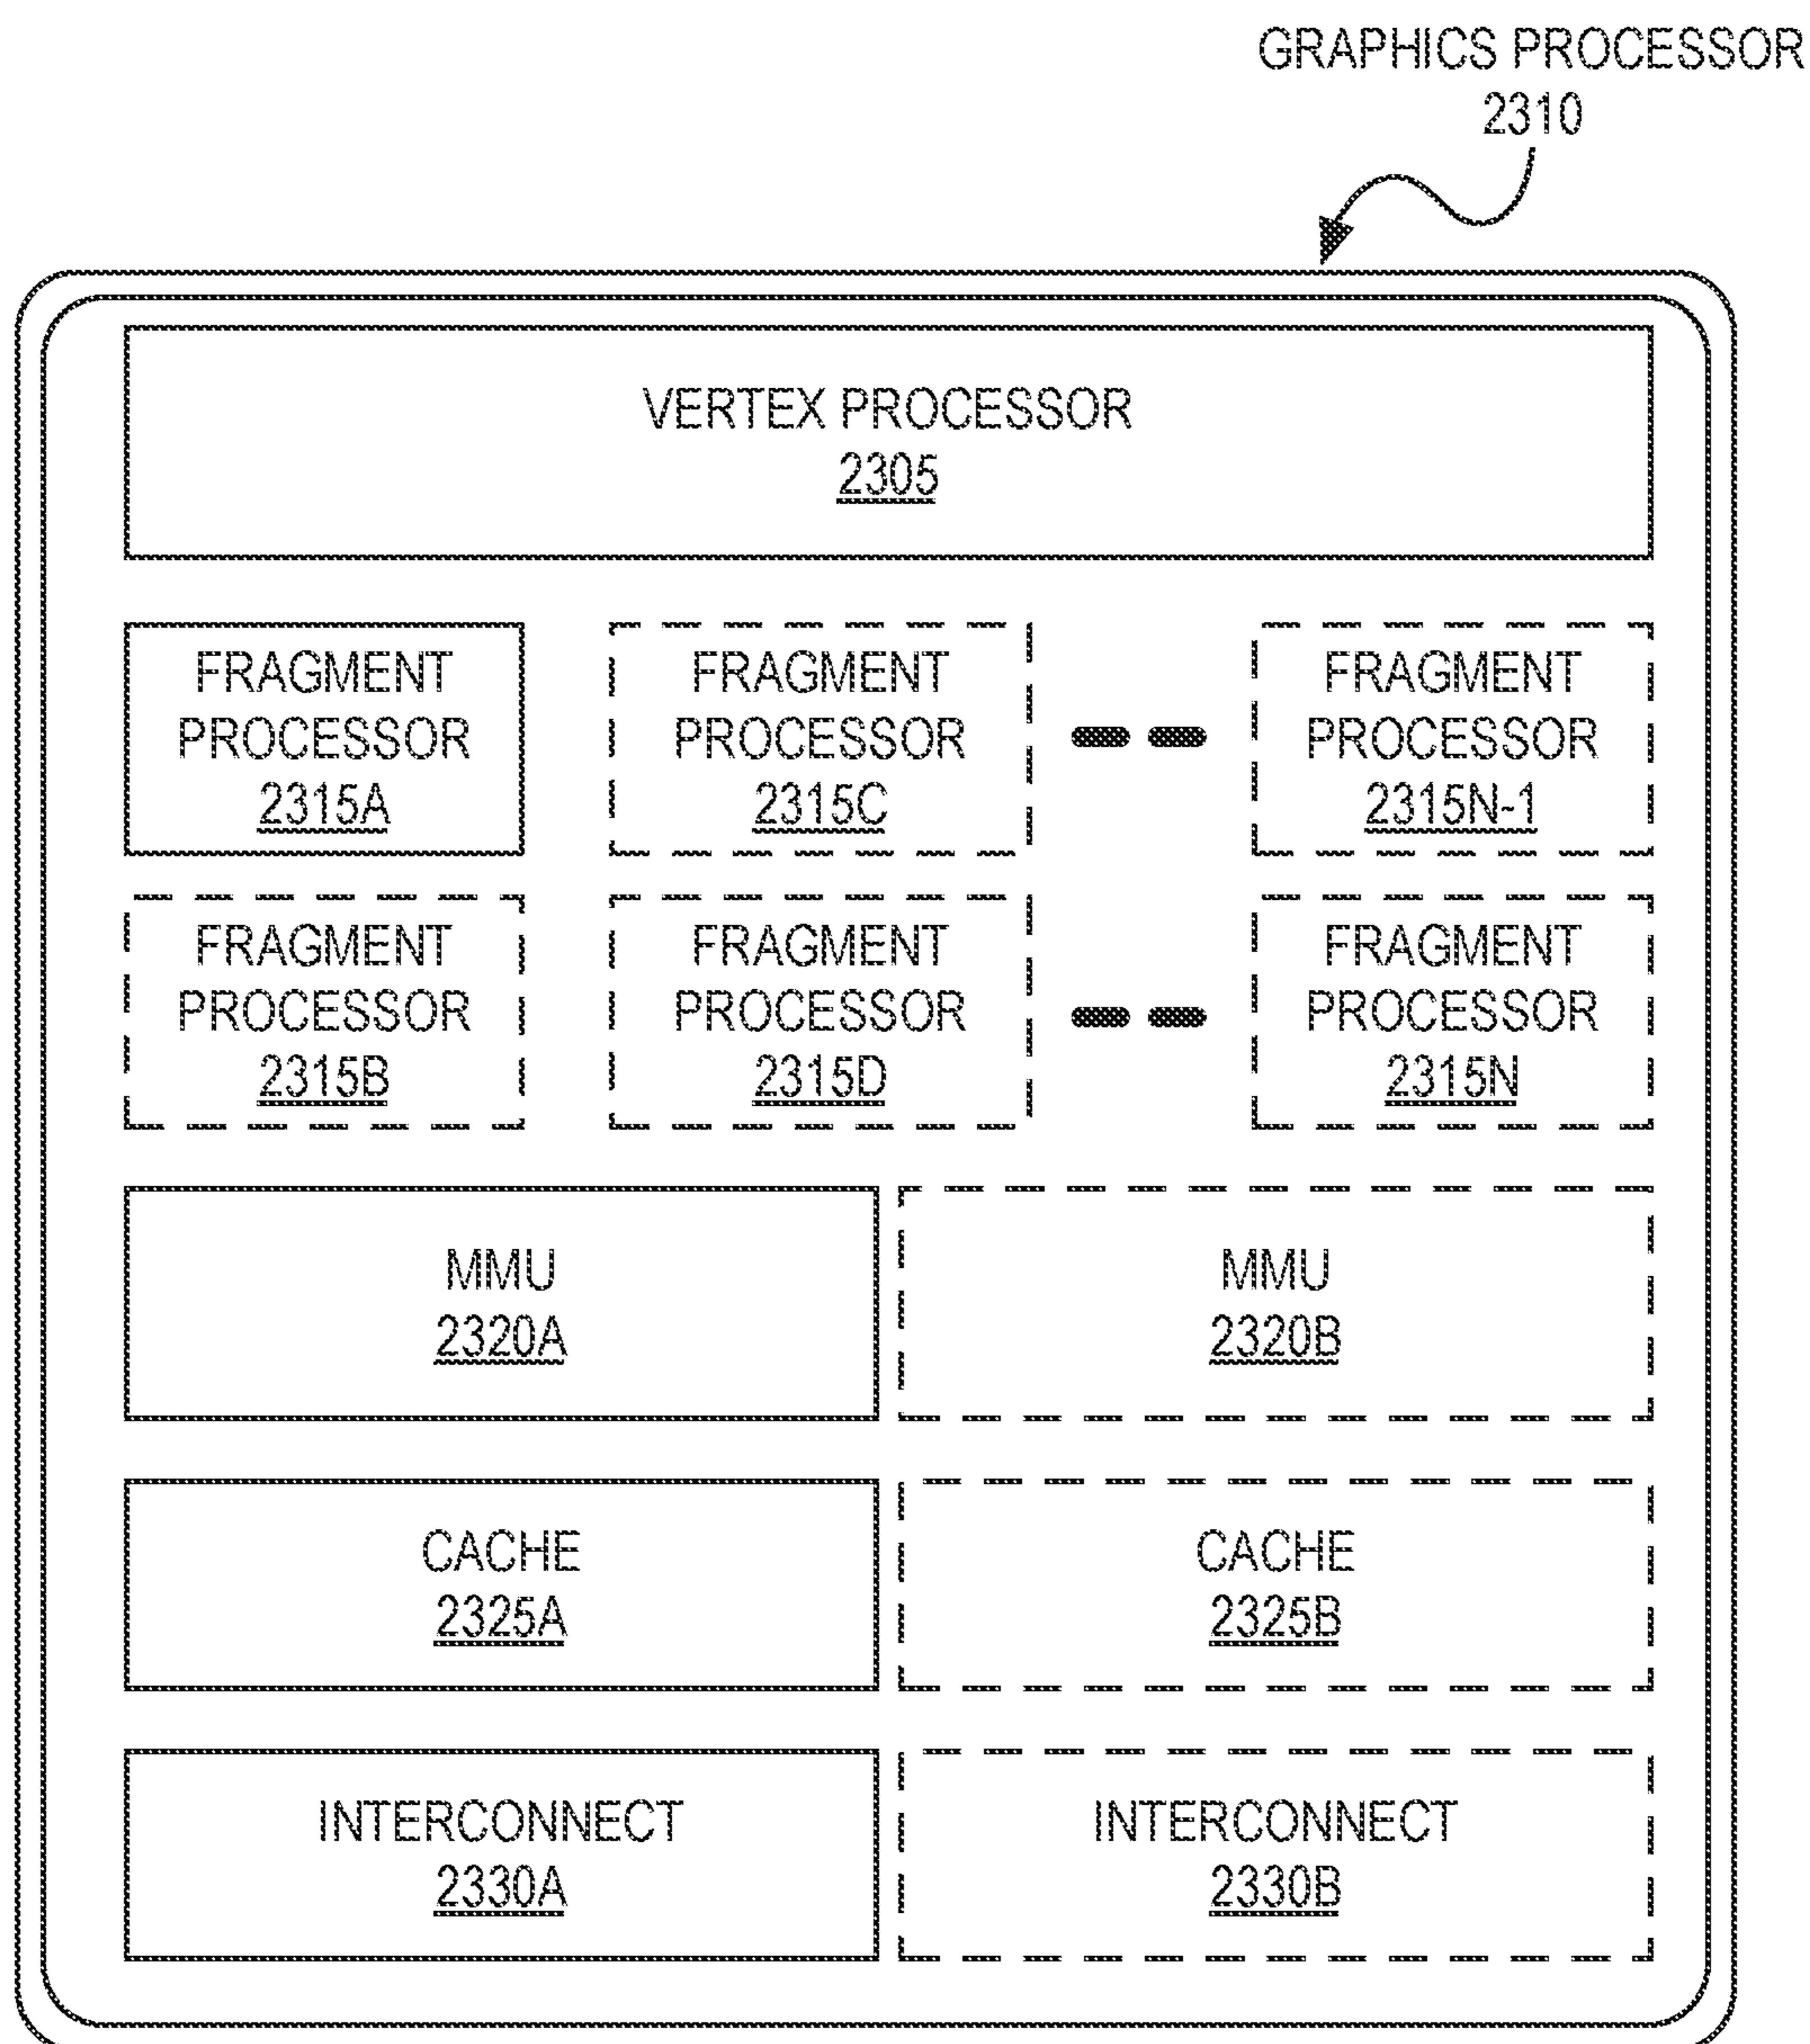 GRAPHICS PROCESSOR
2310
VERTEX PROCESSOR
2305
FRAGMENT
PROCESSOR
2315A
FRAGMENT
PROCESSOR
2315C
FRAGMENT
PROCESSOR
2315N-1
FRAGMENT
PROCESSOR
2315B
FRAGMENT
PROCESSOR
2315D
FRAGMENT
PROCESSOR
2315N
MMU
2320A
MMU
2320B
CACHE
2325A
CACHE
2325B
INTERCONNECT
2330A
INTERCONNECT
2330B